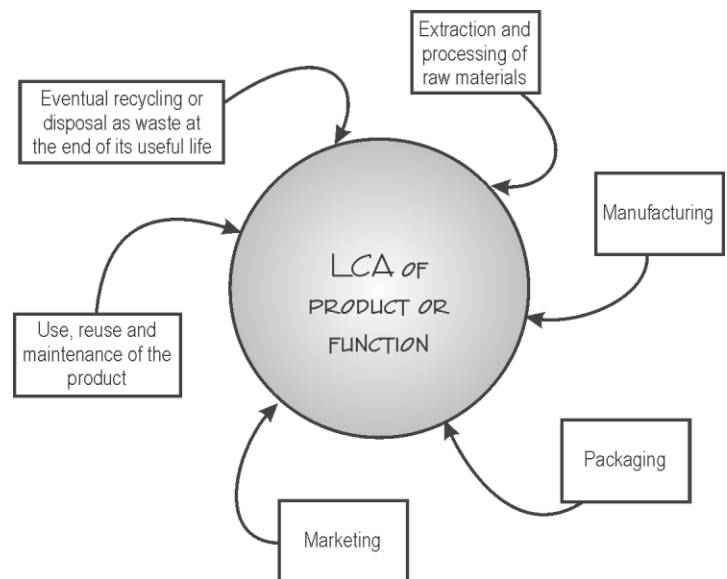 Extraction and
processing of
raw materials
Eventual recycling or
disposal as waste at
the end of its useful life
Manufacturing
LCA OF
PRODUCT OR
FUNCTION
Use, reuse and
maintenance of the
product
Packaging
Marketing